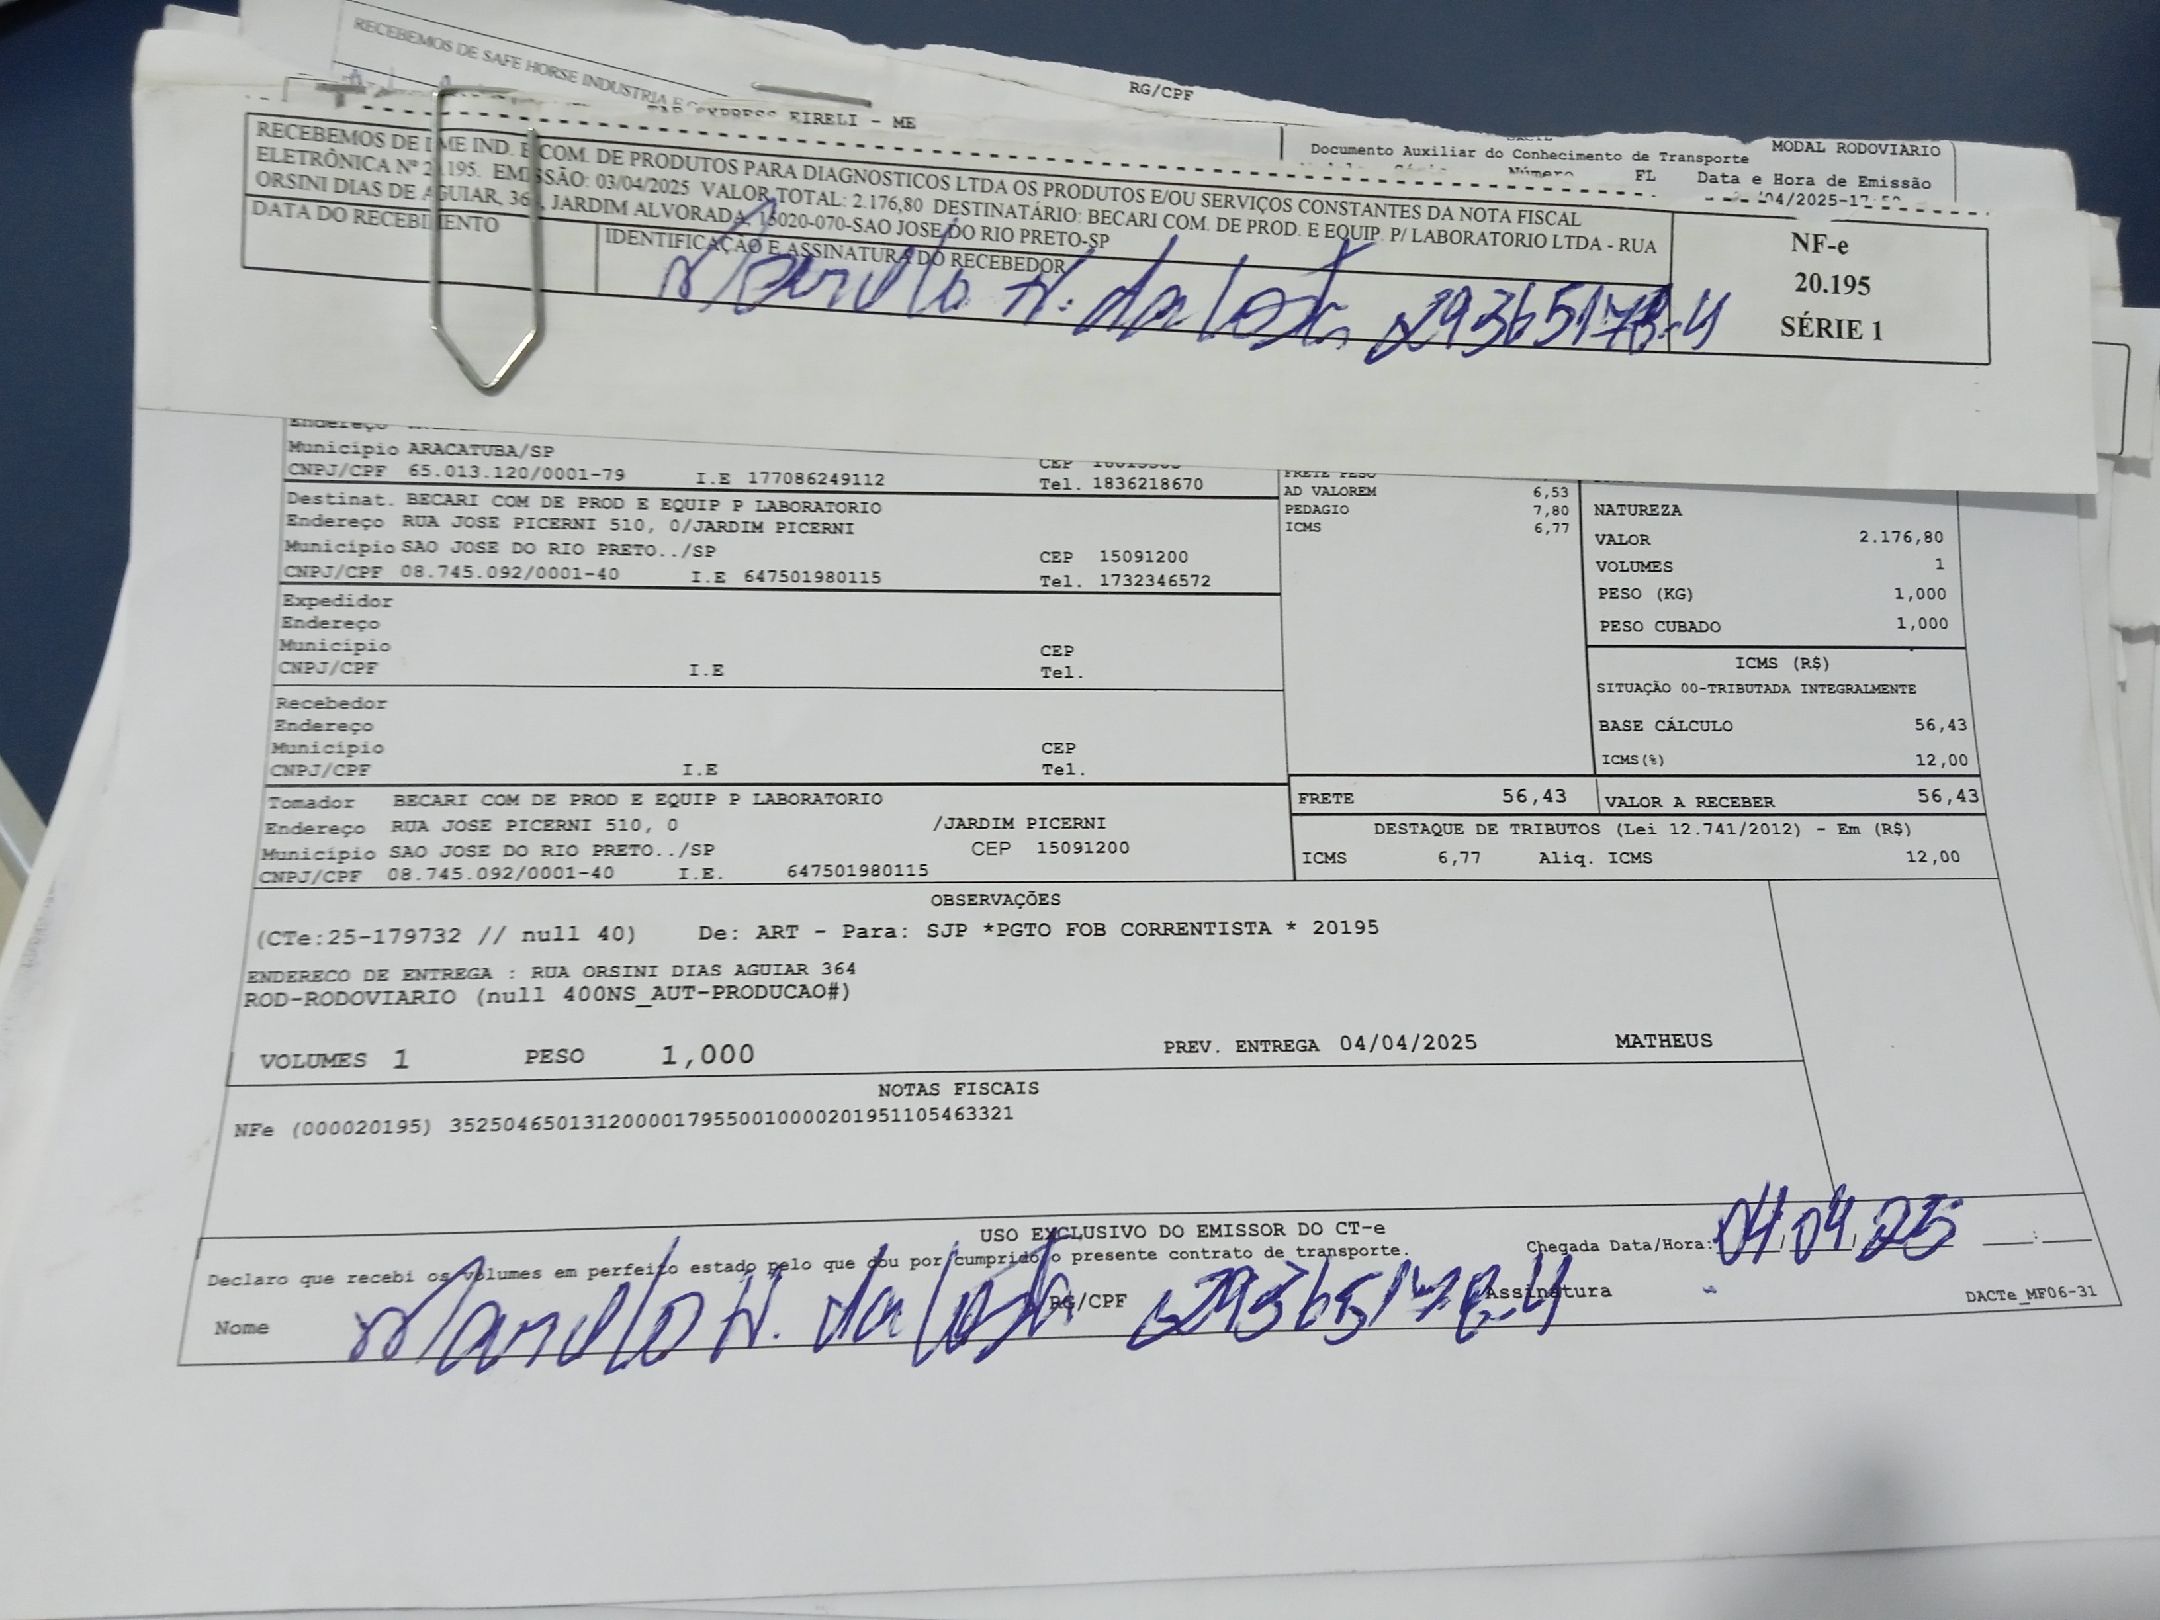 RECEBEMOS DE SAFE HORSE INDUSTRIA E
RG/CPF
EXPRESS EIRELI - ME
MODAL RODOVIARIO
Documento Auxiliar do Conhecimento de Transporte
Número FL Data e Hora de Emissão
RECEBEMOS DE IND. E COM. DE PRODUTOS PARA DIAGNOSTICOS LTDA OS PRODUTOS E/OU SERVIÇOS CONSTANTES DA NOTA FISCAL
ELETRÔNICA Nº 20.195. EMISSÃO: 03/04/2025 VALOR TOTAL: 2.176,80 DESTINATÁRIO: BECARI COM. DE PROD. E EQUIP. P/ LABORATORIO LTDA - RUA
ORSINI DIAS DE AGUIAR, 364, JARDIM ALVORADA, 15020-070-SAO JOSE DO RIO PRETO-SP
DATA DO RECEBIMENTO
IDENTIFICAÇÃO E ASSINATURA DO RECEBEDOR
NF-e
20.195
SÉRIE 1
Endereço
Município ARACATUBA/SP
CNPJ/CPF 65.013.120/0001-79 I.E 177086249112 Tel. 1836218670
Destinat. BECARI COM DE PROD E EQUIP P LABORATORIO
Endereço RUA JOSE PICERNI 510, 0/JARDIM PICERNI
Município SAO JOSE DO RIO PRETO../SP CEP 15091200
CNPJ/CPF 08.745.092/0001-40 I.E 647501980115 Tel. 1732346572
Expedidor
Endereço
Município CEP
CNPJ/CPF I.E Tel.
Recebedor
Endereço
Município CEP
CNPJ/CPF I.E Tel.
Tomador BECARI COM DE PROD E EQUIP P LABORATORIO
Endereço RUA JOSE PICERNI 510, 0 /JARDIM PICERNI
Município SAO JOSE DO RIO PRETO../SP CEP 15091200
CNPJ/CPF 08.745.092/0001-40 I.E. 647501980115
FRETE PESO
AD VALOREM 6,53
PEDAGIO 7,80
ICMS 6,77
NATUREZA
VALOR 2.176,80
VOLUMES 1
PESO (KG) 1,000
PESO CUBADO 1,000
ICMS (R$)
SITUAÇÃO 00-TRIBUTADA INTEGRALMENTE
BASE CÁLCULO 56,43
ICMS(%) 12,00
FRETE 56,43 VALOR A RECEBER 56,43
DESTAQUE DE TRIBUTOS (Lei 12.741/2012) - Em (R$)
ICMS 6,77 Aliq. ICMS 12,00
OBSERVAÇÕES
(CTe:25-179732 // null 40) De: ART - Para: SJP *PGTO FOB CORRENTISTA * 20195
ENDERECO DE ENTREGA : RUA ORSINI DIAS AGUIAR 364
ROD-RODOVIARIO (null 400NS_AUT-PRODUCAO#)
VOLUMES 1 PESO 1,000 PREV. ENTREGA 04/04/2025 MATHEUS
NOTAS FISCAIS
NFe (000020195) 35250465013120000179550010000201951105463321
USO EXCLUSIVO DO EMISSOR DO CT-e
Declaro que recebi os volumes em perfeito estado pelo que dou por cumprido o presente contrato de transporte.
Chegada Data/Hora: 04/04/25
Nome RG/CPF Assinatura
DACTe_MF06-31